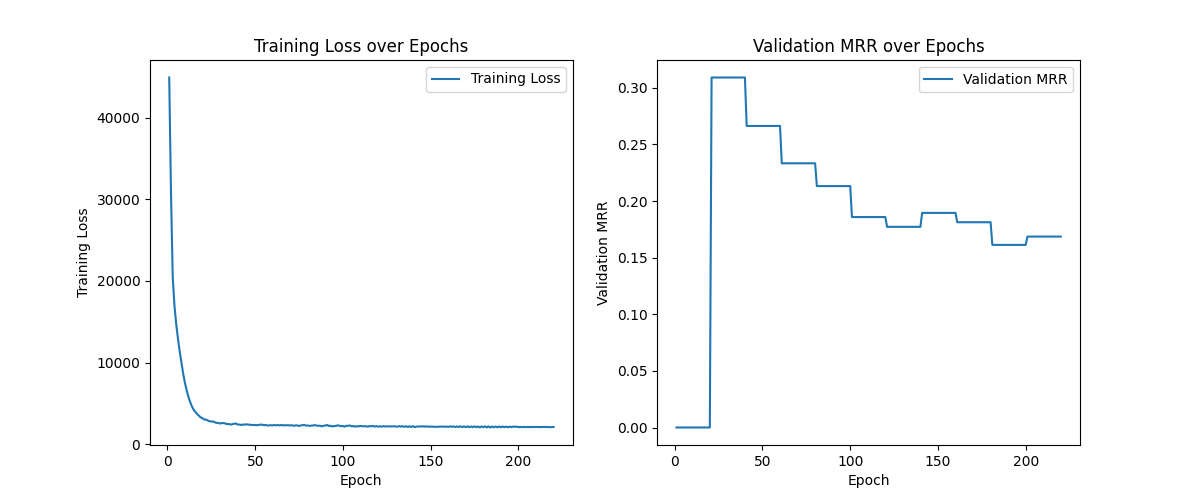 Training Loss over Epochs
Training Loss
40000
30000
20000
10000
0
Training Loss
0 50 100 150 200
Epoch
Validation MRR over Epochs
Validation MRR
0.30
0.25
0.20
0.15
0.10
0.05
0.00
Validation MRR
0 50 100 150 200
Epoch